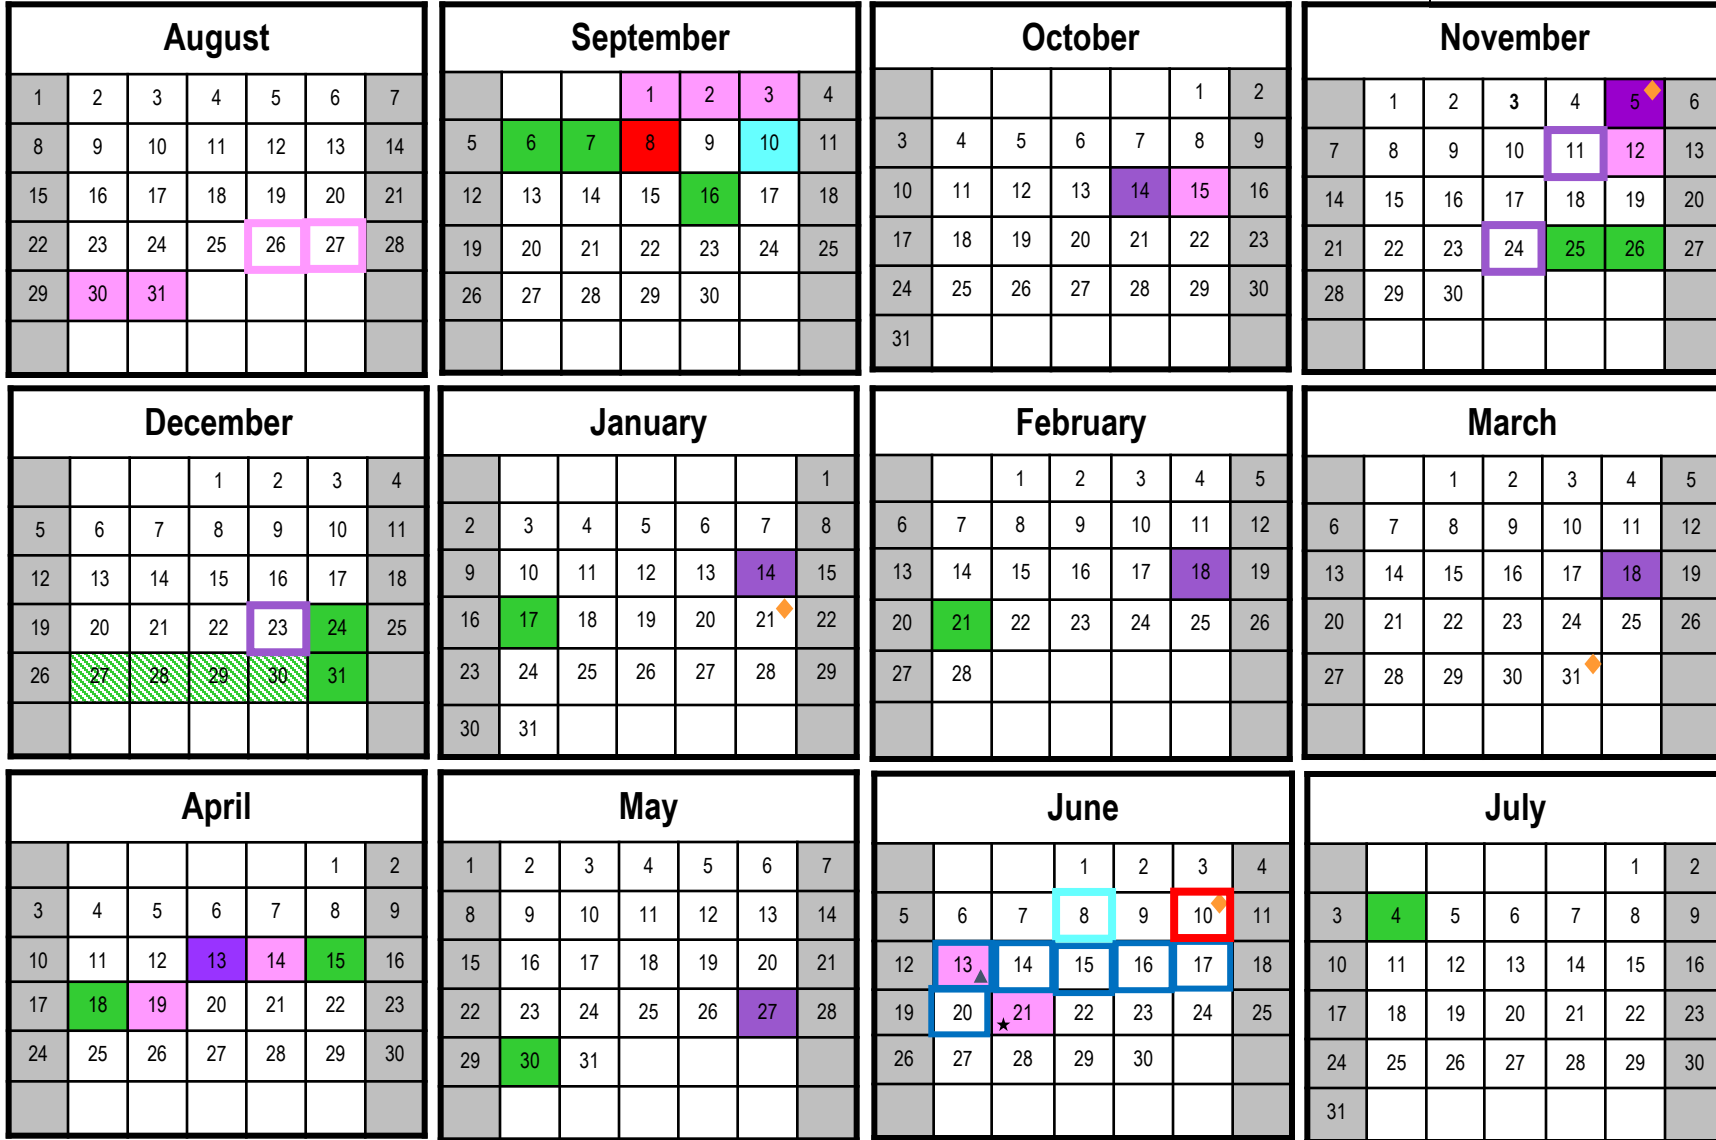 August
1 2 3 4 5 6 7
8 9 10 11 12 13 14
15 16 17 18 19 20 21
22 23 24 25 26 27 28
29 30 31
September
1 2 3 4
5 6 7 8 9 10 11
12 13 14 15 16 17 18
19 20 21 22 23 24 25
26 27 28 29 30
October
1 2
3 4 5 6 7 8 9
10 11 12 13 14 15 16
17 18 19 20 21 22 23
24 25 26 27 28 29 30
31
November
1 2 3 4 5 6
7 8 9 10 11 12 13
14 15 16 17 18 19 20
21 22 23 24 25 26 27
28 29 30
December
1 2 3 4
5 6 7 8 9 10 11
12 13 14 15 16 17 18
19 20 21 22 23 24 25
26 27 28 29 30 31
January
1
2 3 4 5 6 7 8
9 10 11 12 13 14 15
16 17 18 19 20 21 22
23 24 25 26 27 28 29
30 31
February
1 2 3 4 5
6 7 8 9 10 11 12
13 14 15 16 17 18 19
20 21 22 23 24 25 26
27 28
March
1 2 3 4 5
6 7 8 9 10 11 12
13 14 15 16 17 18 19
20 21 22 23 24 25 26
27 28 29 30 31
April
1 2
3 4 5 6 7 8 9
10 11 12 13 14 15 16
17 18 19 20 21 22 23
24 25 26 27 28 29 30
May
1 2 3 4 5 6 7
8 9 10 11 12 13 14
15 16 17 18 19 20 21
22 23 24 25 26 27 28
29 30 31
June
1 2 3 4
5 6 7 8 9 10 11
12 13 14 15 16 17 18
19 20 21 22 23 24 25
26 27 28 29 30
July
1 2
3 4 5 6 7 8 9
10 11 12 13 14 15 16
17 18 19 20 21 22 23
24 25 26 27 28 29 30
31